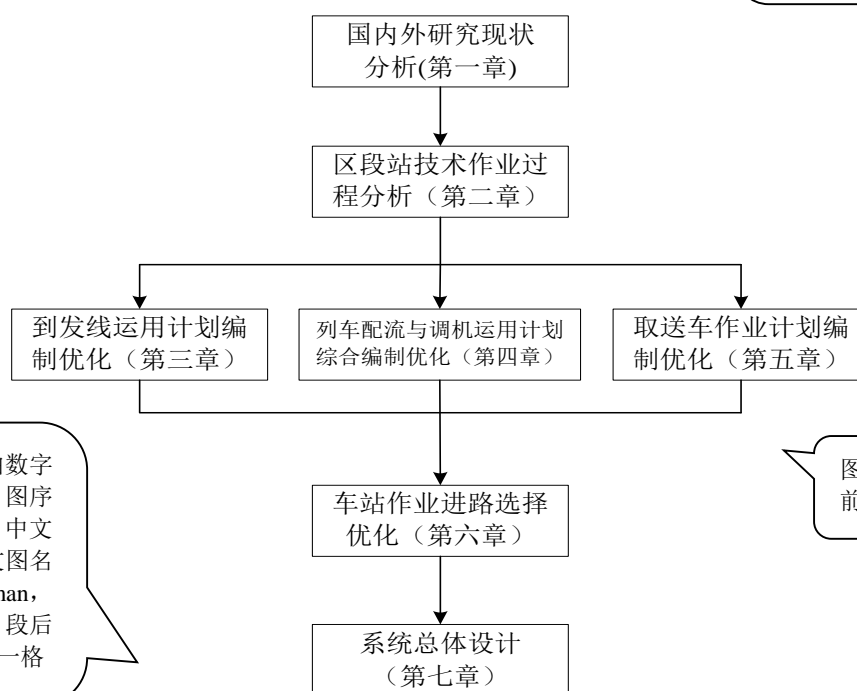 国内外研究现状
分析(第一章)
区段站技术作业过
程分析（第二章）
到发线运用计划编
制优化（第三章）
列车配流与调机运用计划
综合编制优化（第四章）
取送车作业计划编
制优化（第五章）
数字
图序
中文
图名
nan，
段后
一格
图
前
车站作业进路选择
优化（第六章）
系统总体设计
（第七章）